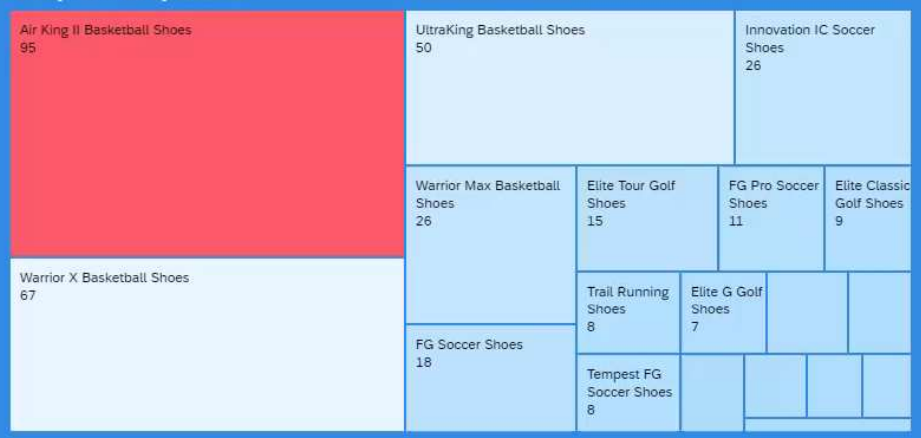 Air King II Basketball Shoes
95
UltraKing Basketball Shoes
50
Innovation IC Soccer
Shoes
26
Warrior Max Basketball
Shoes
26
Elite Tour Golf
Shoes
15
FG Pro Soccer
Shoes
11
Elite Classic
Golf Shoes
9
Warrior X Basketball Shoes
67
Trail Running
Shoes
8
Elite G Golf
Shoes
7
FG Soccer Shoes
18
Tempest FG
Soccer Shoes
8